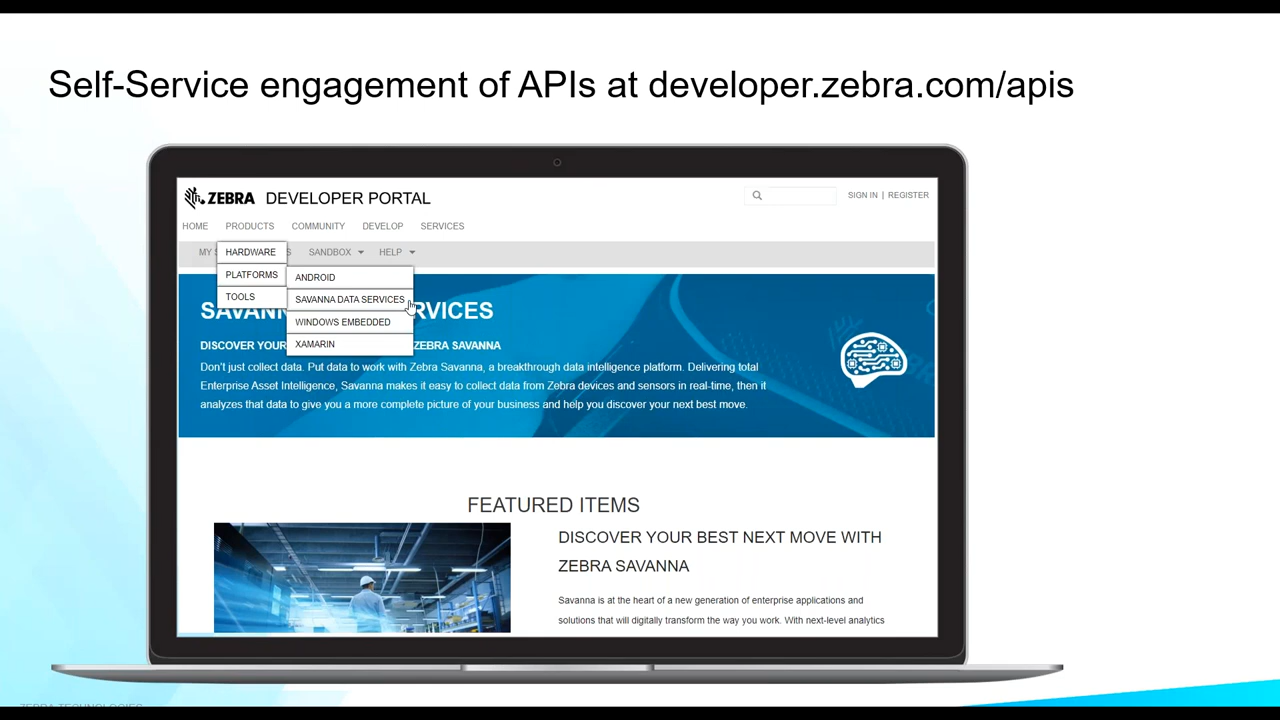 Self-Service engagement of APIs at developer.zebra.com/apis
ZEBRA DEVELOPER PORTAL
SIGN IN | REGISTER
HOME PRODUCTS COMMUNITY DEVELOP SERVICES
MY HARDWARE S SANDBOX HELP
PLATFORMS ANDROID
TOOLS SAVANNA DATA SERVICES
WINDOWS EMBEDDED
XAMARIN
SAVAN RVICES
DISCOVER YOUR ZEBRA SAVANNA
Don't just collect data. Put data to work with Zebra Savanna, a breakthrough data intelligence platform. Delivering total
Enterprise Asset Intelligence, Savanna makes it easy to collect data from Zebra devices and sensors in real-time, then it
analyzes that data to give you a more complete picture of your business and help you discover your next best move.
FEATURED ITEMS
DISCOVER YOUR BEST NEXT MOVE WITH
ZEBRA SAVANNA
Savanna is at the heart of a new generation of enterprise applications and
solutions that will digitally transform the way you work. With next-level analytics
ZEBRA TECHNOLOGIES